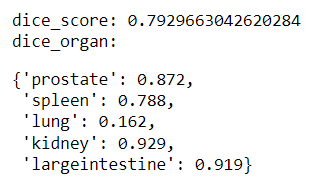 dice_score: 0.7929663042620284
dice_organ:
{'prostate': 0.872,
 'spleen': 0.788,
 'lung': 0.162,
 'kidney': 0.929,
 'largeintestine': 0.919}